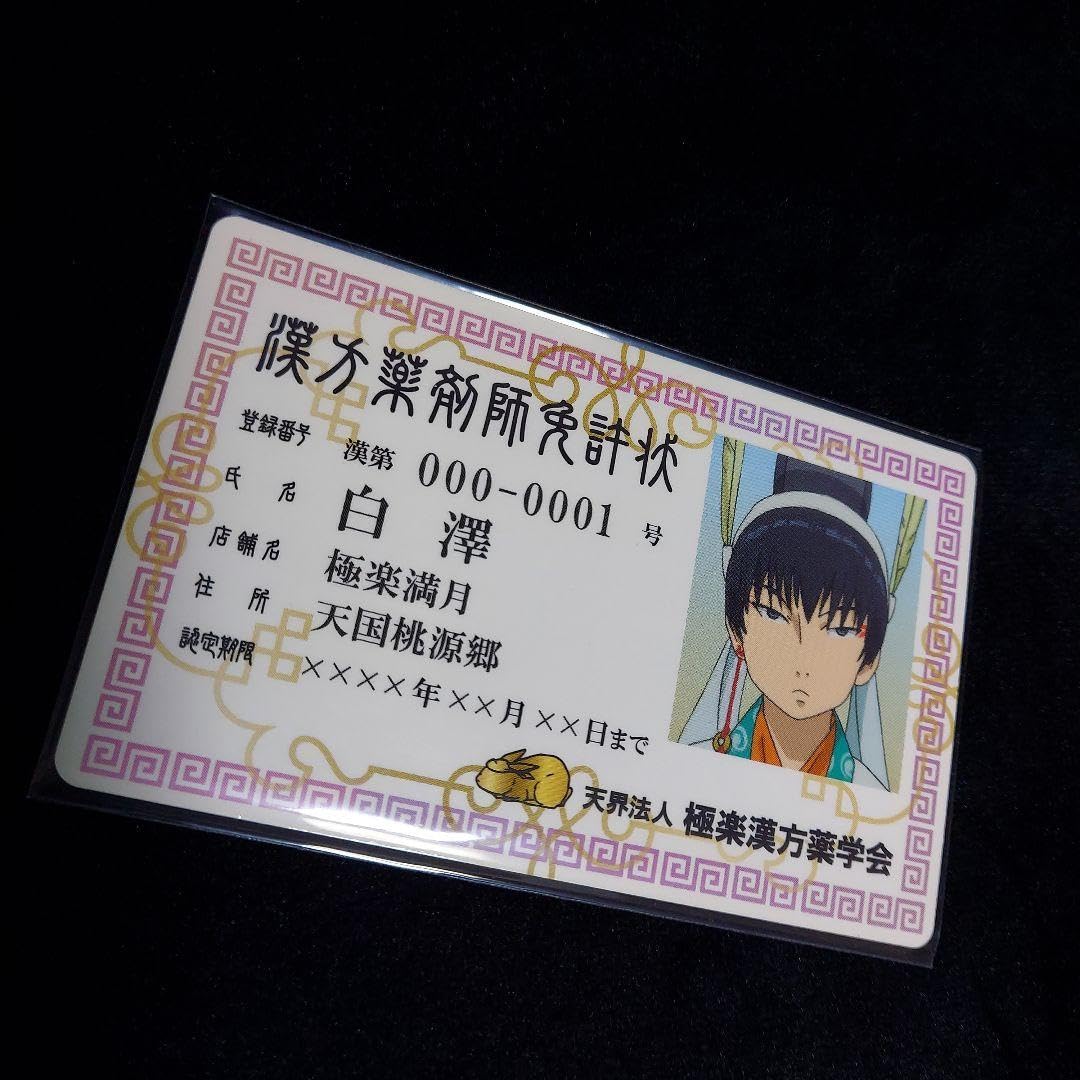 漢方薬剤師免許状
登録番号 漢第 000-0001 号
氏名 白澤
店舗名 極楽満月
住所 天国桃源郷
認定期限 ××××年××月××日まで
天界法人 極楽漢方薬学会